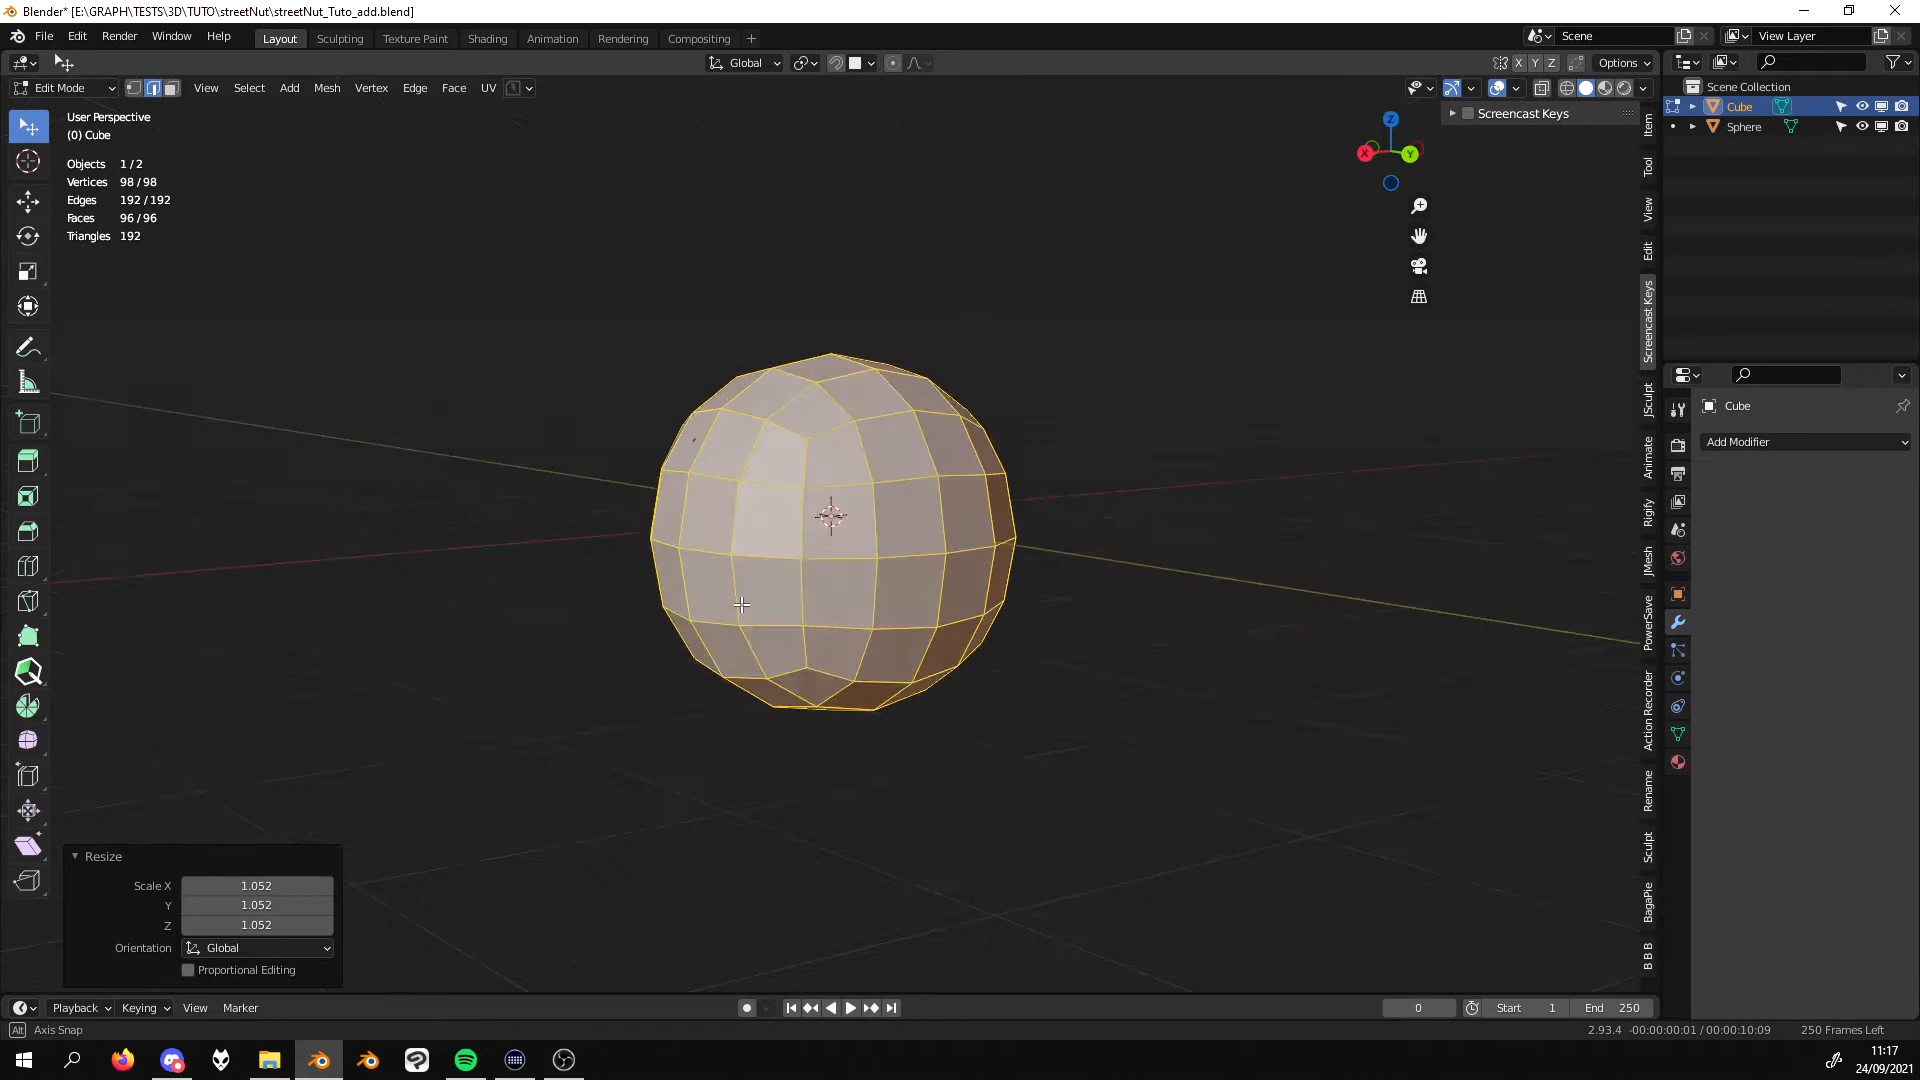 Blender* [E:\GRAPH\TESTS\3D\TUTO\streetNut\streetNut_Tuto_add.blend]
File Edit Render Window Help Layout Sculpting Texture Paint Shading Animation Rendering Compositing + Scene View Layer
Global X Y Z Options
Edit Mode View Select Add Mesh Vertex Edge Face UV
Scene Collection
Cube
Sphere
User Perspective
(0) Cube
Objects 1 / 2
Vertices 98 / 98
Edges 192 / 192
Faces 96 / 96
Triangles 192
Screencast Keys
Z
X Y
Item
Tool
View
Edit
Screencast Keys
JSculpt
Animate
Rigify
JMesh
PowerSave
Action Recorder
Rename
Sculpt
BagaPie
B B B
Cube
Add Modifier
Resize
Scale X 1.052
Y 1.052
Z 1.052
Orientation Global
Proportional Editing
Playback Keying View Marker 0 Start 1 End 250
Alt Axis Snap 2.93.4 -00:00:00:01 / 00:00:10:09 250 Frames Left
11:17
24/09/2021